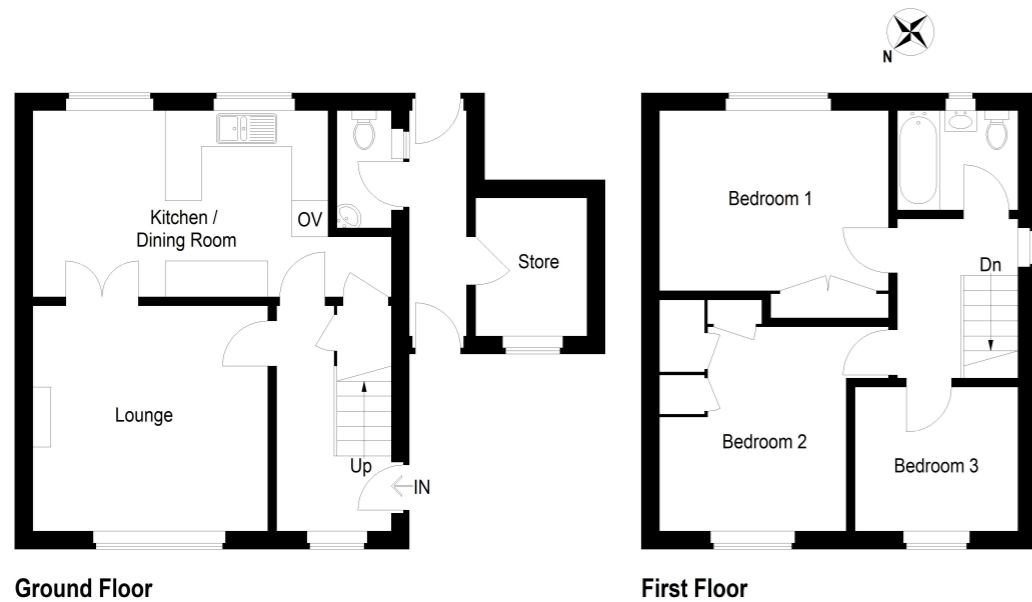 N
Kitchen /
Dining Room
OV
Store
Lounge
Up
IN
Ground Floor
Bedroom 1
Dn
Bedroom 2
Bedroom 3
First Floor